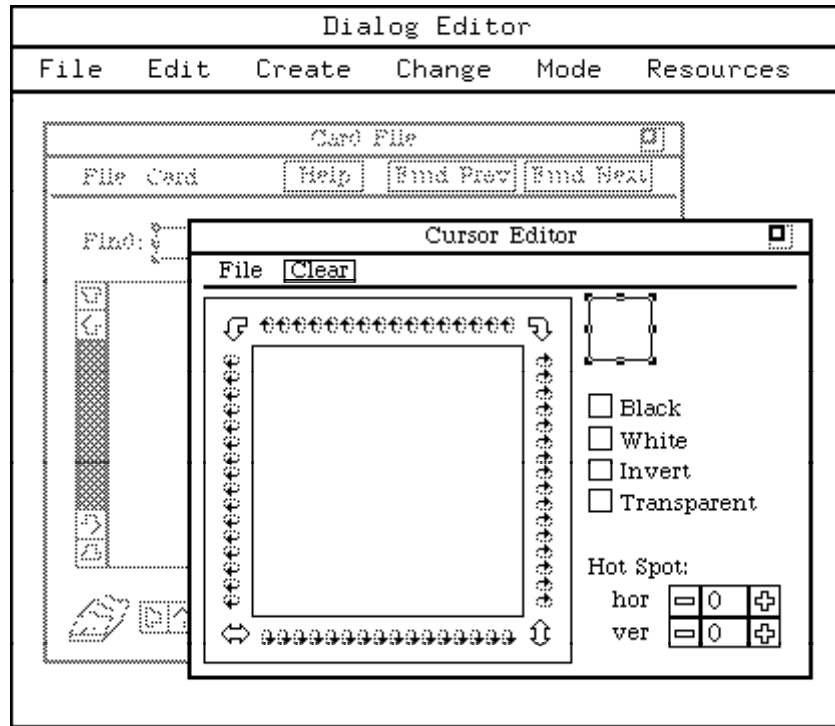 Dialog Editor
File Edit Create Change Mode Resources
Card File
File Card Help Find Prev Find Next
Find:
Cursor Editor
File Clear
Black
White
Invert
Transparent
Hot Spot:
hor 0
ver 0